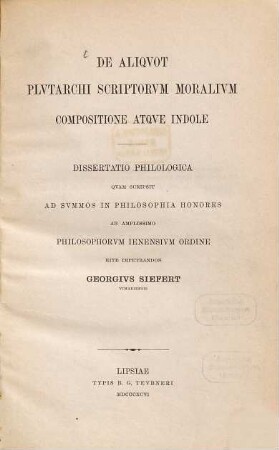 DE ALIQVOT
PLVTARCHI SCRIPTORVM MORALIVM
COMPOSITIONE ATQVE INDOLE
DISSERTATIO PHILOLOGICA
QVAM SCRIPSIT
AD SVMMOS IN PHILOSOPHIA HONORES
AB AMPLISSIMO
PHILOSOPHORVM IENENSIVM ORDINE
RITE IMPETRANDOS
GEORGIVS SIEFERT
LIPSIAE
TYPIS B. G. TEVBNERI
MDCCCXCVI